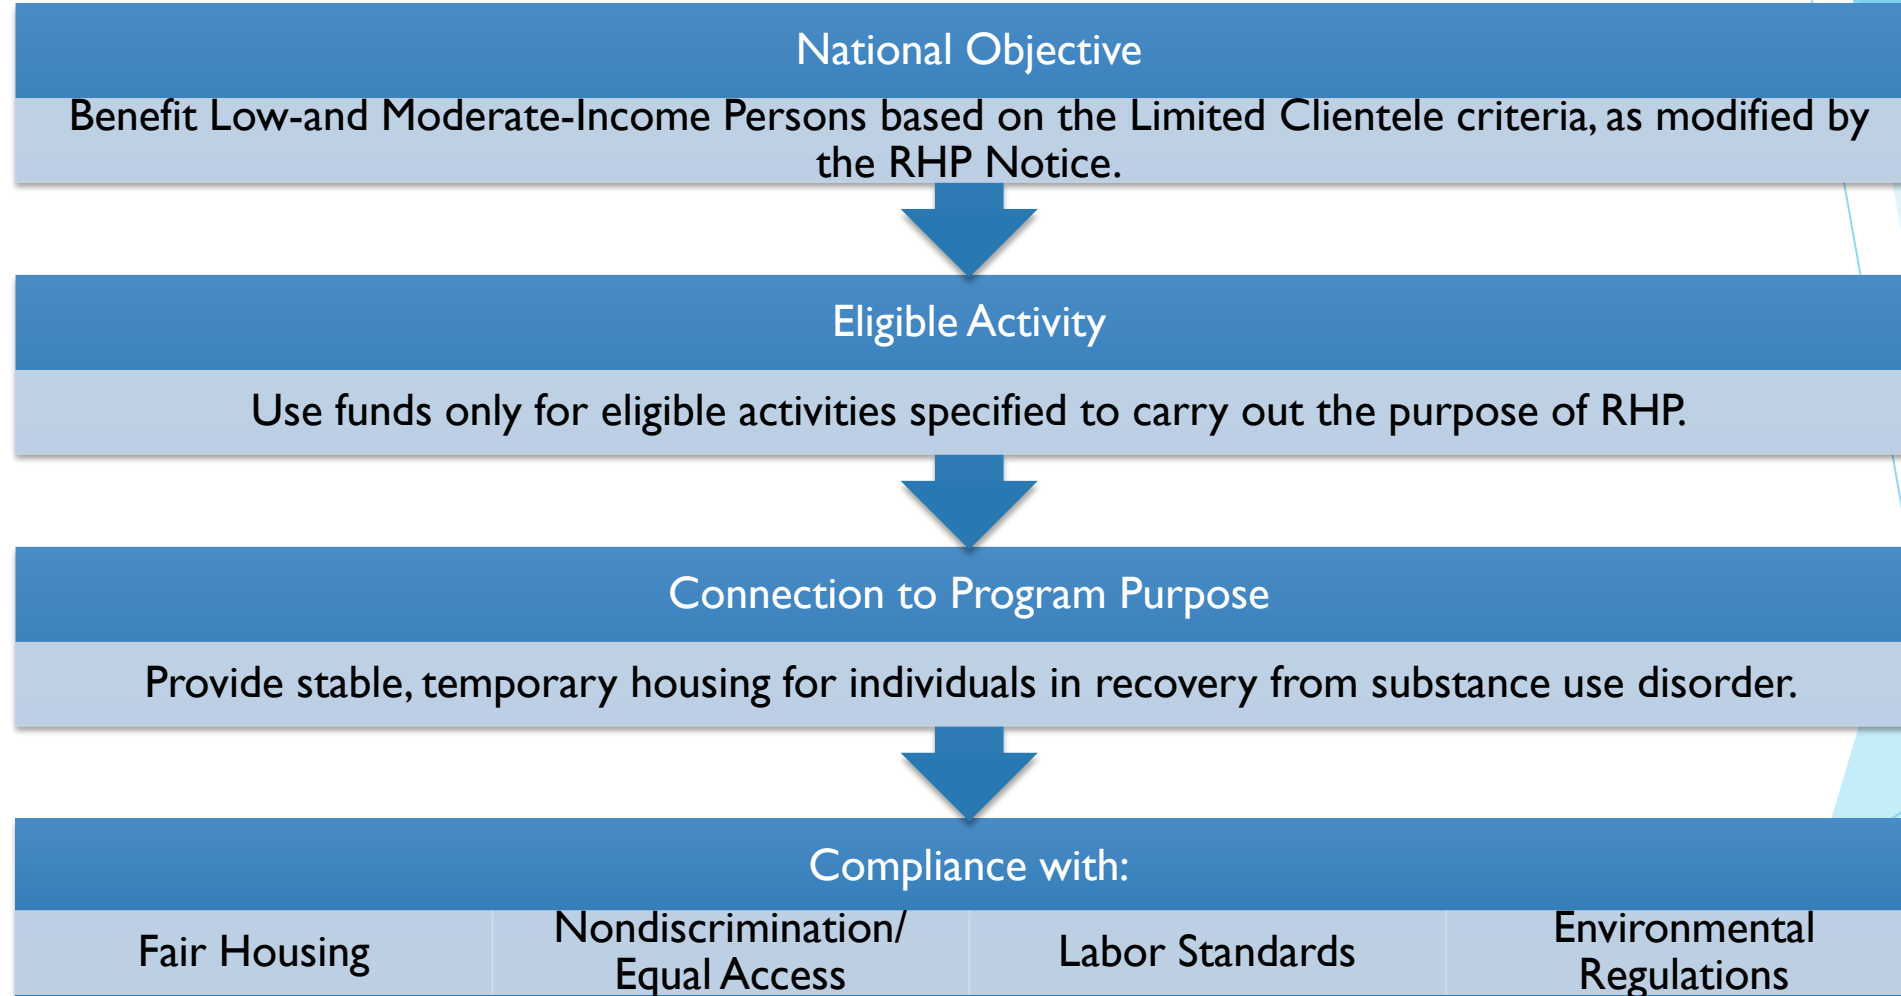 National Objective
Benefit Low-and Moderate-Income Persons based on the Limited Clientele criteria, as modified by
the RHP Notice.
Eligible Activity
Use funds only for eligible activities specified to carry out the purpose of RHP.
Connection to Program Purpose
Provide stable, temporary housing for individuals in recovery from substance use disorder.
Compliance with:
Fair Housing
Nondiscrimination/
Equal Access
Labor Standards
Environmental
Regulations